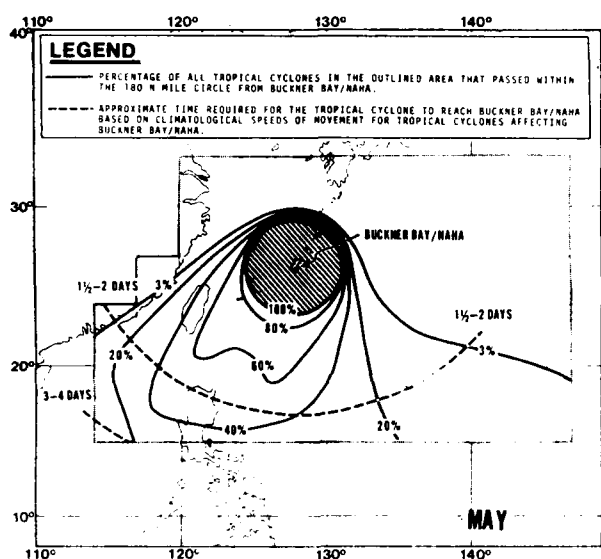 110° 120° 130° 140°
40°
LEGEND
PERCENTAGE OF ALL TROPICAL CYCLONES IN THE OUTLINED AREA THAT PASSED WITHIN
THE 180 N MILE CIRCLE FROM BUCKNER BAY/NAHA.
APPROXIMATE TIME REQUIRED FOR THE TROPICAL CYCLONE TO REACH BUCKNER BAY/NAHA
BASED ON CLIMATOLOGICAL SPEEDS OF MOVEMENT FOR TROPICAL CYCLONES AFFECTING
BUCKNER BAY/NAHA.
30° 30°
BUCKNER BAY/NAHA
1½-2 DAYS 3%
100% 1½-2 DAYS
80%
20% 60% 3%
20° 20°
3-4 DAYS
40% 20%
10° MAY 10°
110° 120° 130° 140°